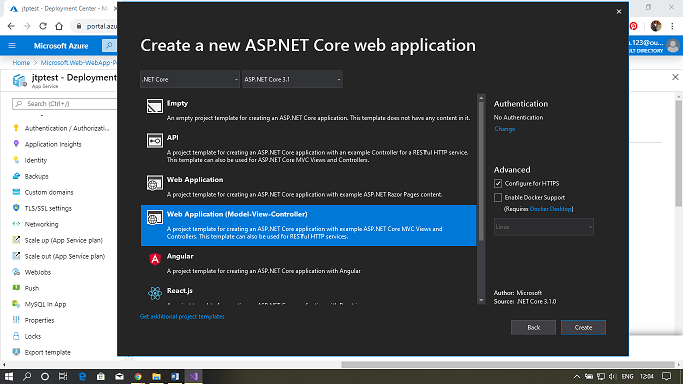 jtptest - Deployment Center - M
portal.azu
Microsoft Azure
.123@ou...
ULT DIRECTORY
Home > Microsoft.Web-WebApp-P
jtptest - Deploymen
App Service
Search (Ctrl+/)
Authentication / Authorizati...
Application Insights
Identity
Backups
Custom domains
TLS/SSL settings
Networking
Scale up (App Service plan)
Scale out (App Service plan)
WebJobs
Push
MySQL In App
Properties
Locks
Export template
Create a new ASP.NET Core web application
.NET Core
ASP.NET Core 3.1
Empty
An empty project template for creating an ASP.NET Core application. This template does not have any content in it.
API
A project template for creating an ASP.NET Core application with an example Controller for a RESTful HTTP service.
This template can also be used for ASP.NET Core MVC Views and Controllers.
Web Application
A project template for creating an ASP.NET Core application with example ASP.NET Razor Pages content.
Web Application (Model-View-Controller)
A project template for creating an ASP.NET Core application with example ASP.NET Core MVC Views and
Controllers. This template can also be used for RESTful HTTP services.
Angular
A project template for creating an ASP.NET Core application with Angular
React.js
Get additional project templates
Authentication
No Authentication
Change
Advanced
Configure for HTTPS
Enable Docker Support
(Requires Docker Desktop)
Linux
Author: Microsoft
Source: .NET Core 3.1.0
Back
Create
ENG
12:04